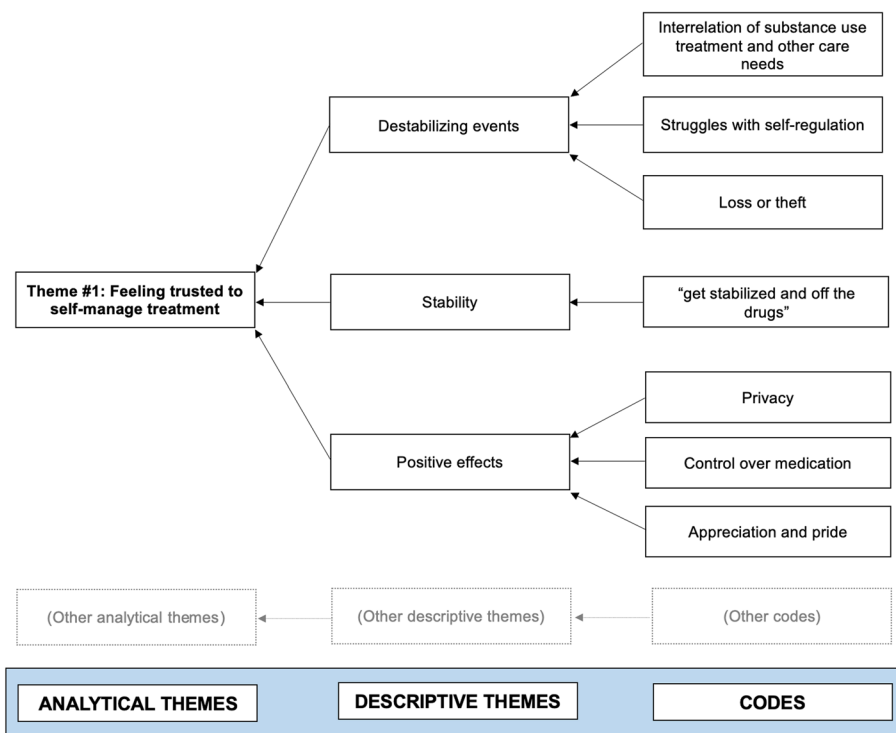 Interrelation of substance use
treatment and other care
needs
Destabilizing events
Struggles with self-regulation
Loss or theft
Theme #1: Feeling trusted to
self-manage treatment
Stability
“get stabilized and off the
drugs”
Privacy
Positive effects
Control over medication
Appreciation and pride
(Other analytical themes)
(Other descriptive themes)
(Other codes)
ANALYTICAL THEMES
DESCRIPTIVE THEMES
CODES